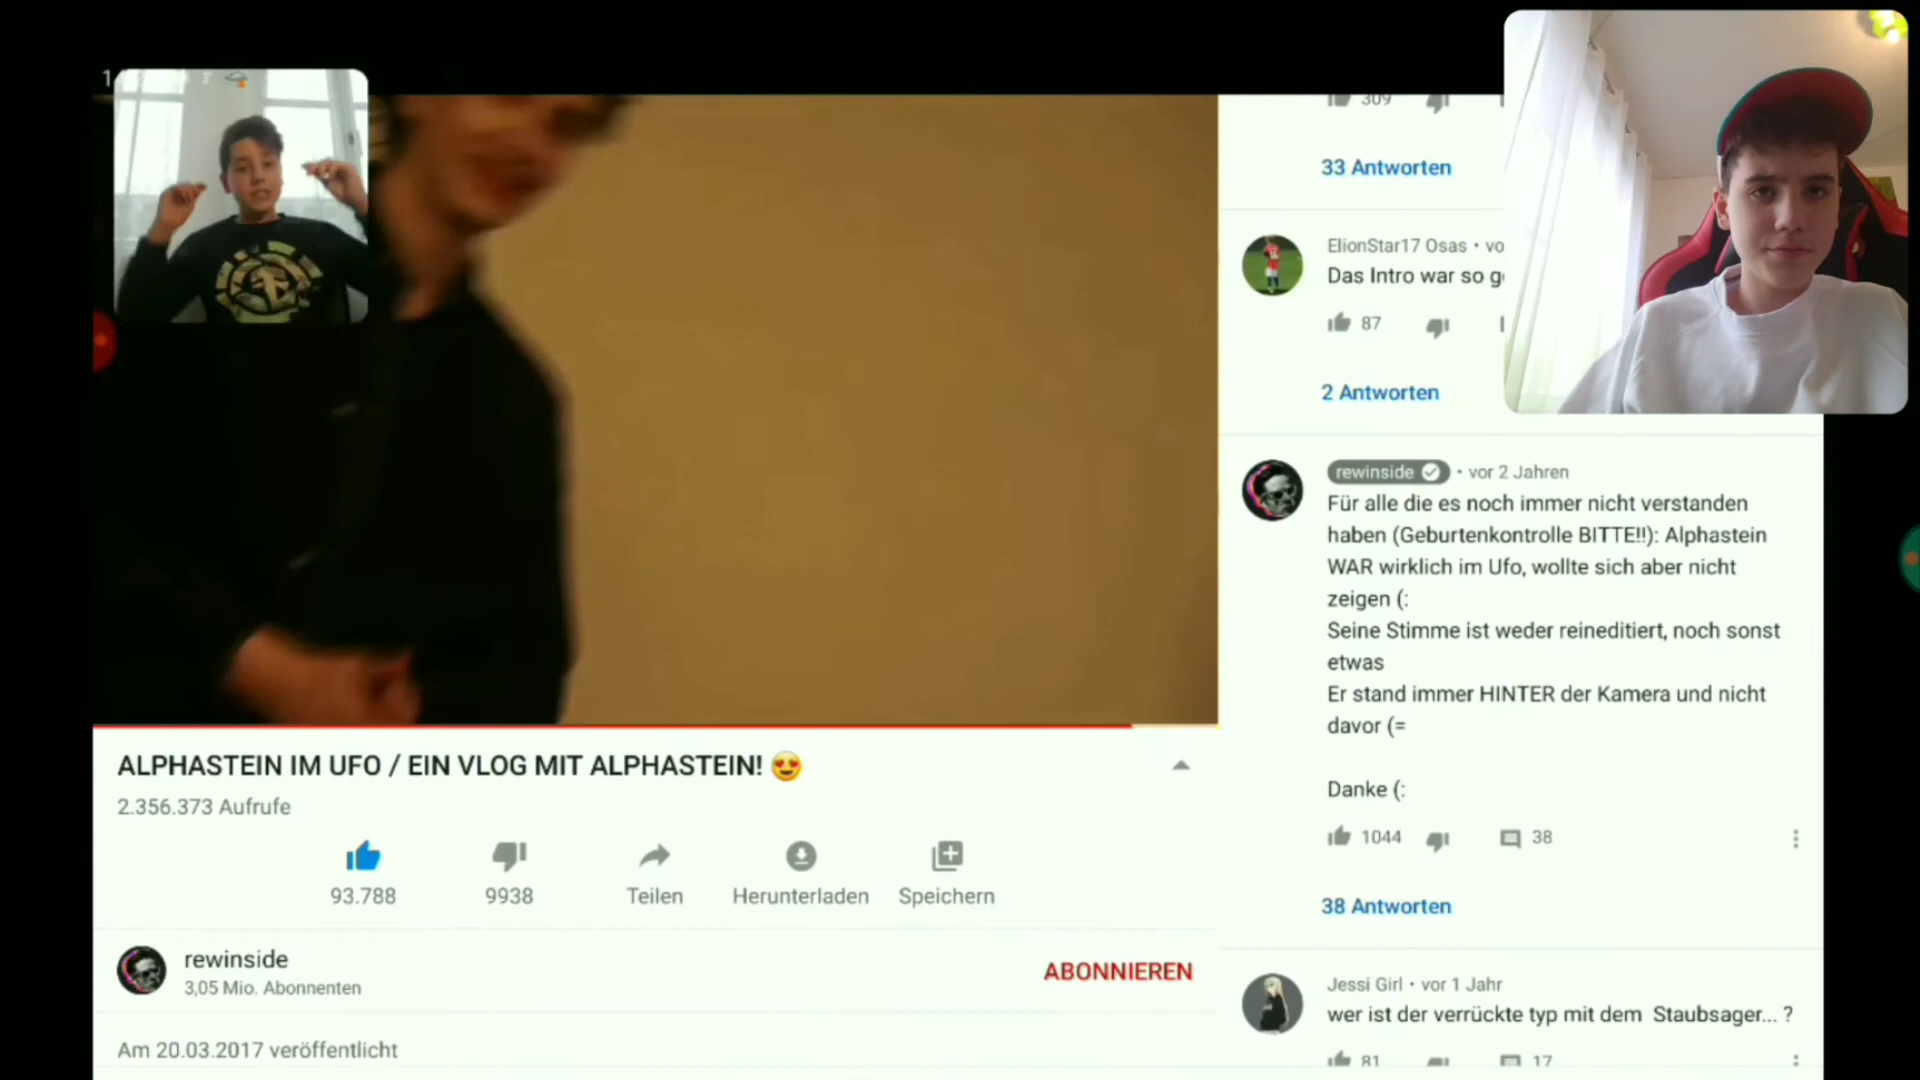 ALPHASTEIN IM UFO / EIN VLOG MIT ALPHASTEIN! 😍
2.356.373 Aufrufe
93.788
9938
Teilen
Herunterladen
Speichern
rewinside
3,05 Mio. Abonnenten
ABONNIEREN
Am 20.03.2017 veröffentlicht
309
33 Antworten
ElionStar17 Osas • vo
Das Intro war so g
87
2 Antworten
rewinside • vor 2 Jahren
Für alle die es noch immer nicht verstanden
haben (Geburtenkontrolle BITTE!!): Alphastein
WAR wirklich im Ufo, wollte sich aber nicht
zeigen (:
Seine Stimme ist weder reineditiert, noch sonst
etwas
Er stand immer HINTER der Kamera und nicht
davor (=
Danke (:
1044
38
38 Antworten
Jessi Girl • vor 1 Jahr
wer ist der verrückte typ mit dem Staubsager... ?
81
17